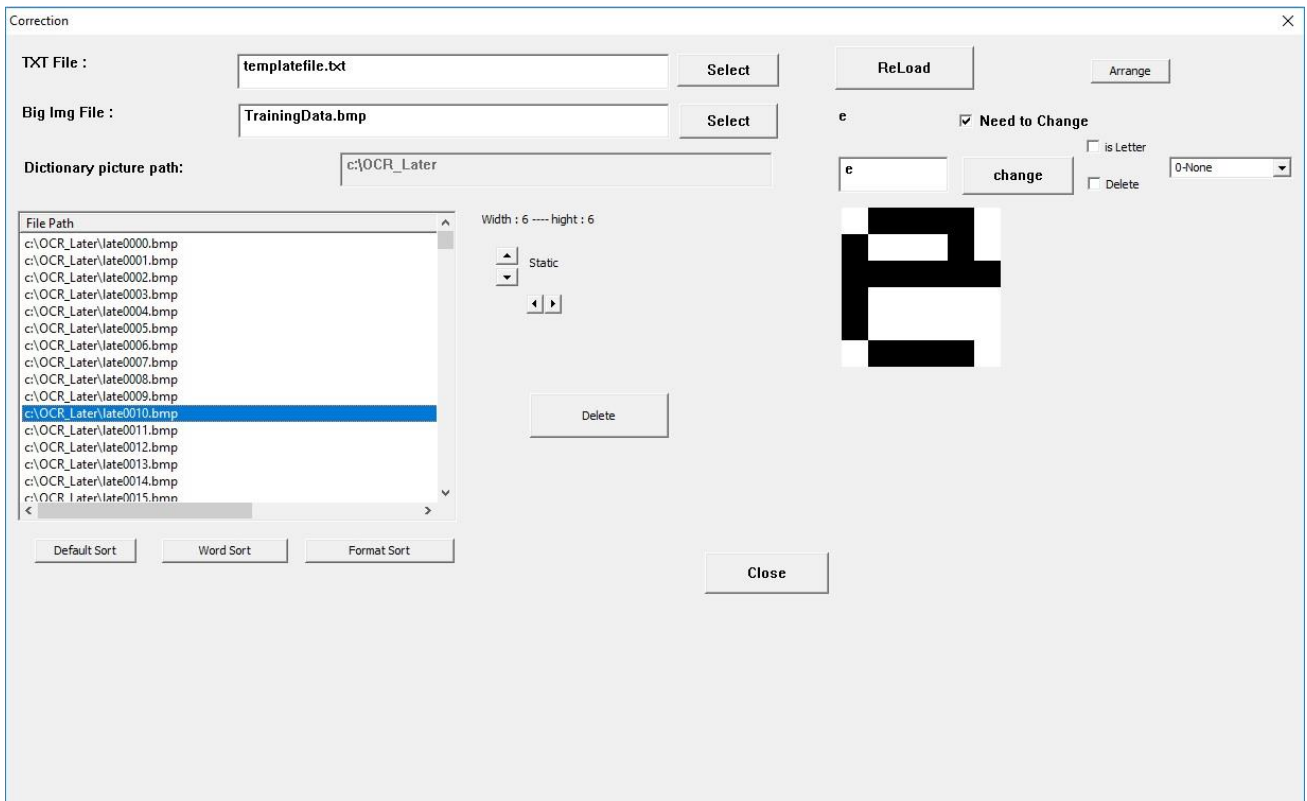 Correction
TXT File :
templatefile.txt
Select
ReLoad
Arrange
Big Img File :
TrainingData.bmp
Select
e
Need to Change
is Letter
Dictionary picture path:
c:\OCR_Later
e
change
Delete
0-None
File Path
c:\OCR_Later\late0000.bmp
c:\OCR_Later\late0001.bmp
c:\OCR_Later\late0002.bmp
c:\OCR_Later\late0003.bmp
c:\OCR_Later\late0004.bmp
c:\OCR_Later\late0005.bmp
c:\OCR_Later\late0006.bmp
c:\OCR_Later\late0007.bmp
c:\OCR_Later\late0008.bmp
c:\OCR_Later\late0009.bmp
c:\OCR_Later\late0010.bmp
c:\OCR_Later\late0011.bmp
c:\OCR_Later\late0012.bmp
c:\OCR_Later\late0013.bmp
c:\OCR_Later\late0014.bmp
c:\OCR_Later\late0015.bmp
Width : 6 ---- hight : 6
Static
e
Delete
Default Sort
Word Sort
Format Sort
Close